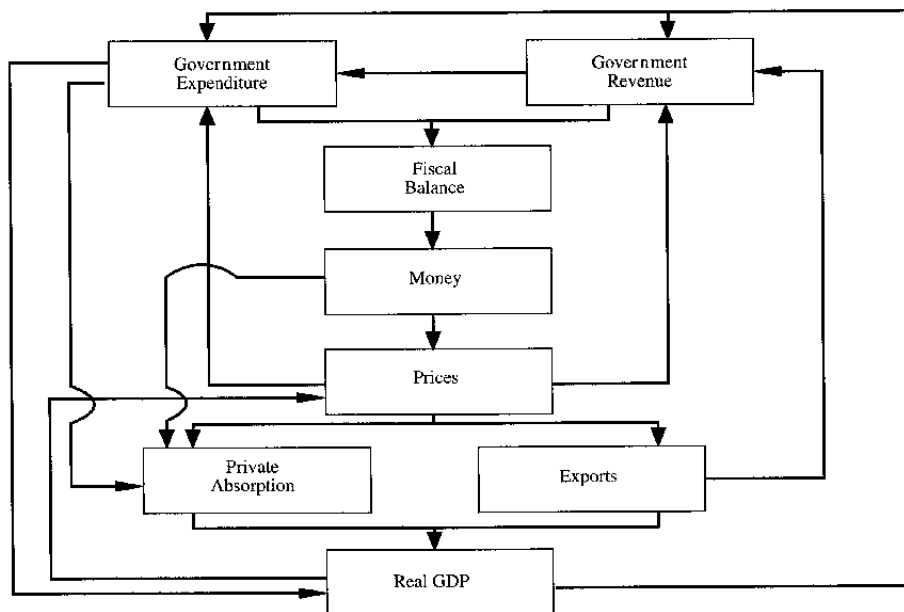 Government
Expenditure
Government
Revenue
Fiscal
Balance
Money
Prices
Private
Absorption
Exports
Real GDP